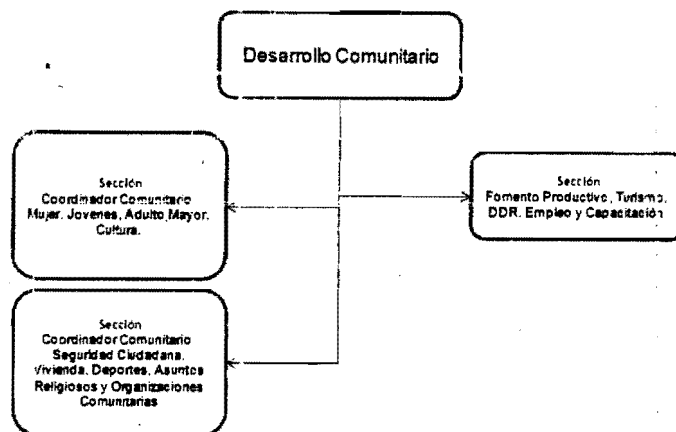 Desarrollo Comunitario
Sección
Coordinador Comunitario
Mujer, Jovenes, Adulto Mayor.
Cultura.
Sección
Fomento Productivo, Turismo.
DDR. Empleo y Capacitación
Sección
Coordinador Comunitario
Seguridad Ciudadana.
Vivienda, Deportes, Asuntos
Religiosos y Organizaciones
Comunitarias